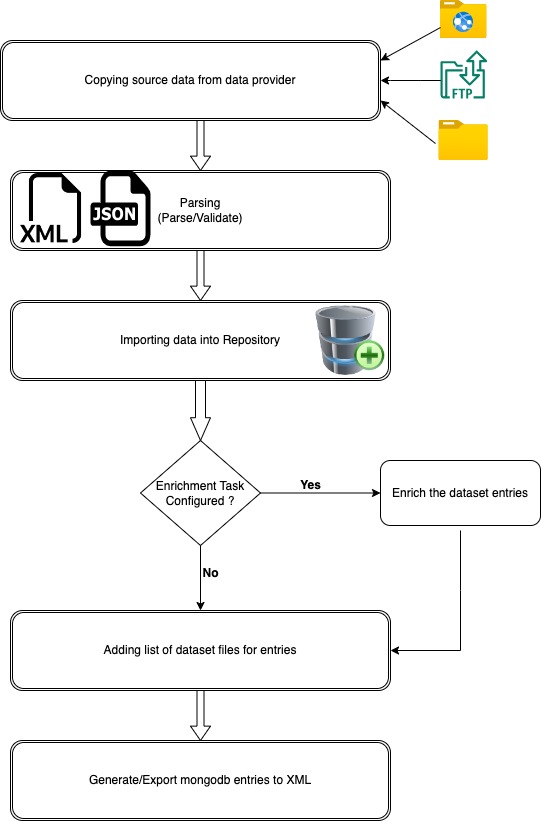 Copying source data from data provider
FTP
XML
JSON
Parsing
(Parse/Validate)
Importing data into Repository
Enrichment Task
Configured ?
Yes
Enrich the dataset entries
No
Adding list of dataset files for entries
Generate/Export mongodb entries to XML